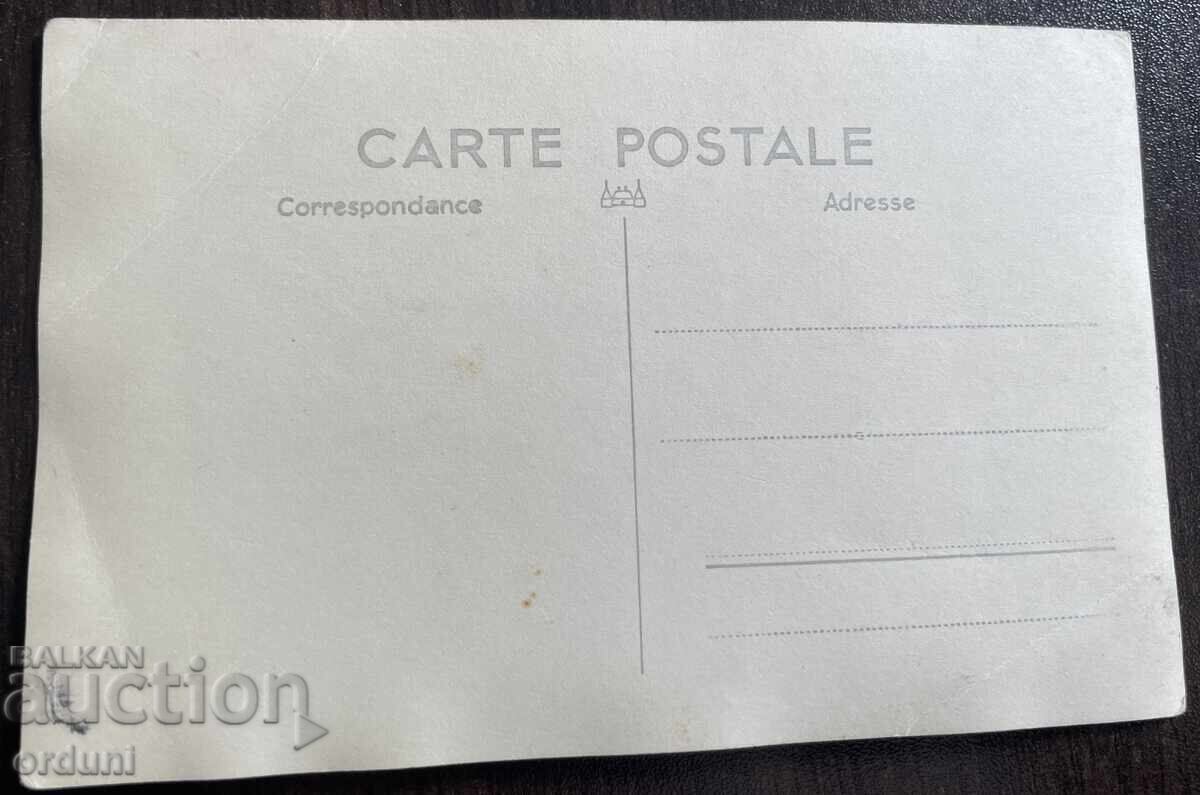 CARTE POSTALE
Correspondance
Adresse
BALKAN
auction
orduni